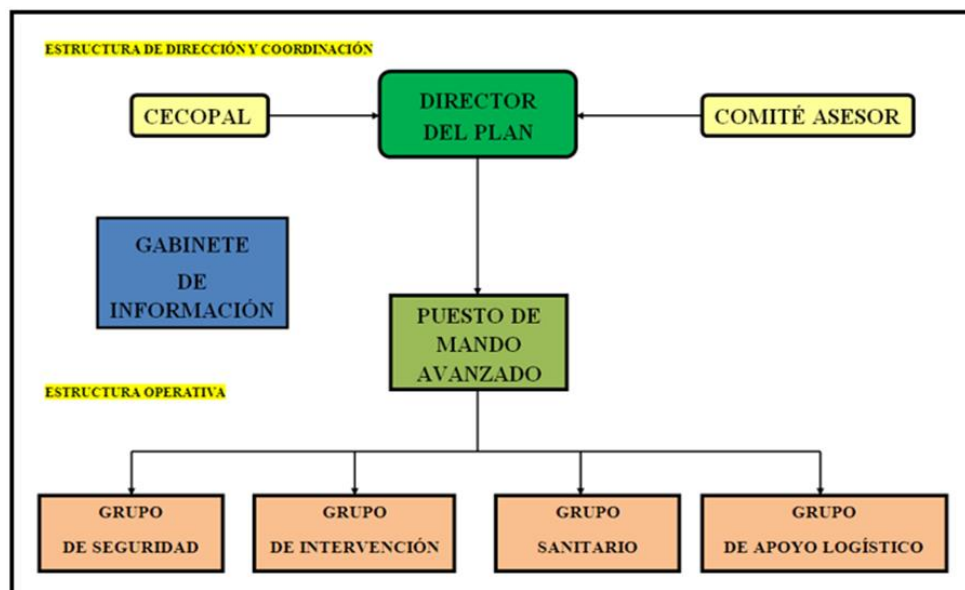 ESTRUCTURA DE DIRECCIÓN Y COORDINACIÓN
CECOPAL
DIRECTOR
DEL PLAN
COMITÉ ASESOR
GABINETE
DE
INFORMACIÓN
PUESTO DE
MANDO
AVANZADO
ESTRUCTURA OPERATIVA
GRUPO
DE SEGURIDAD
GRUPO
DE INTERVENCIÓN
GRUPO
SANITARIO
GRUPO
DE APOYO LOGÍSTICO